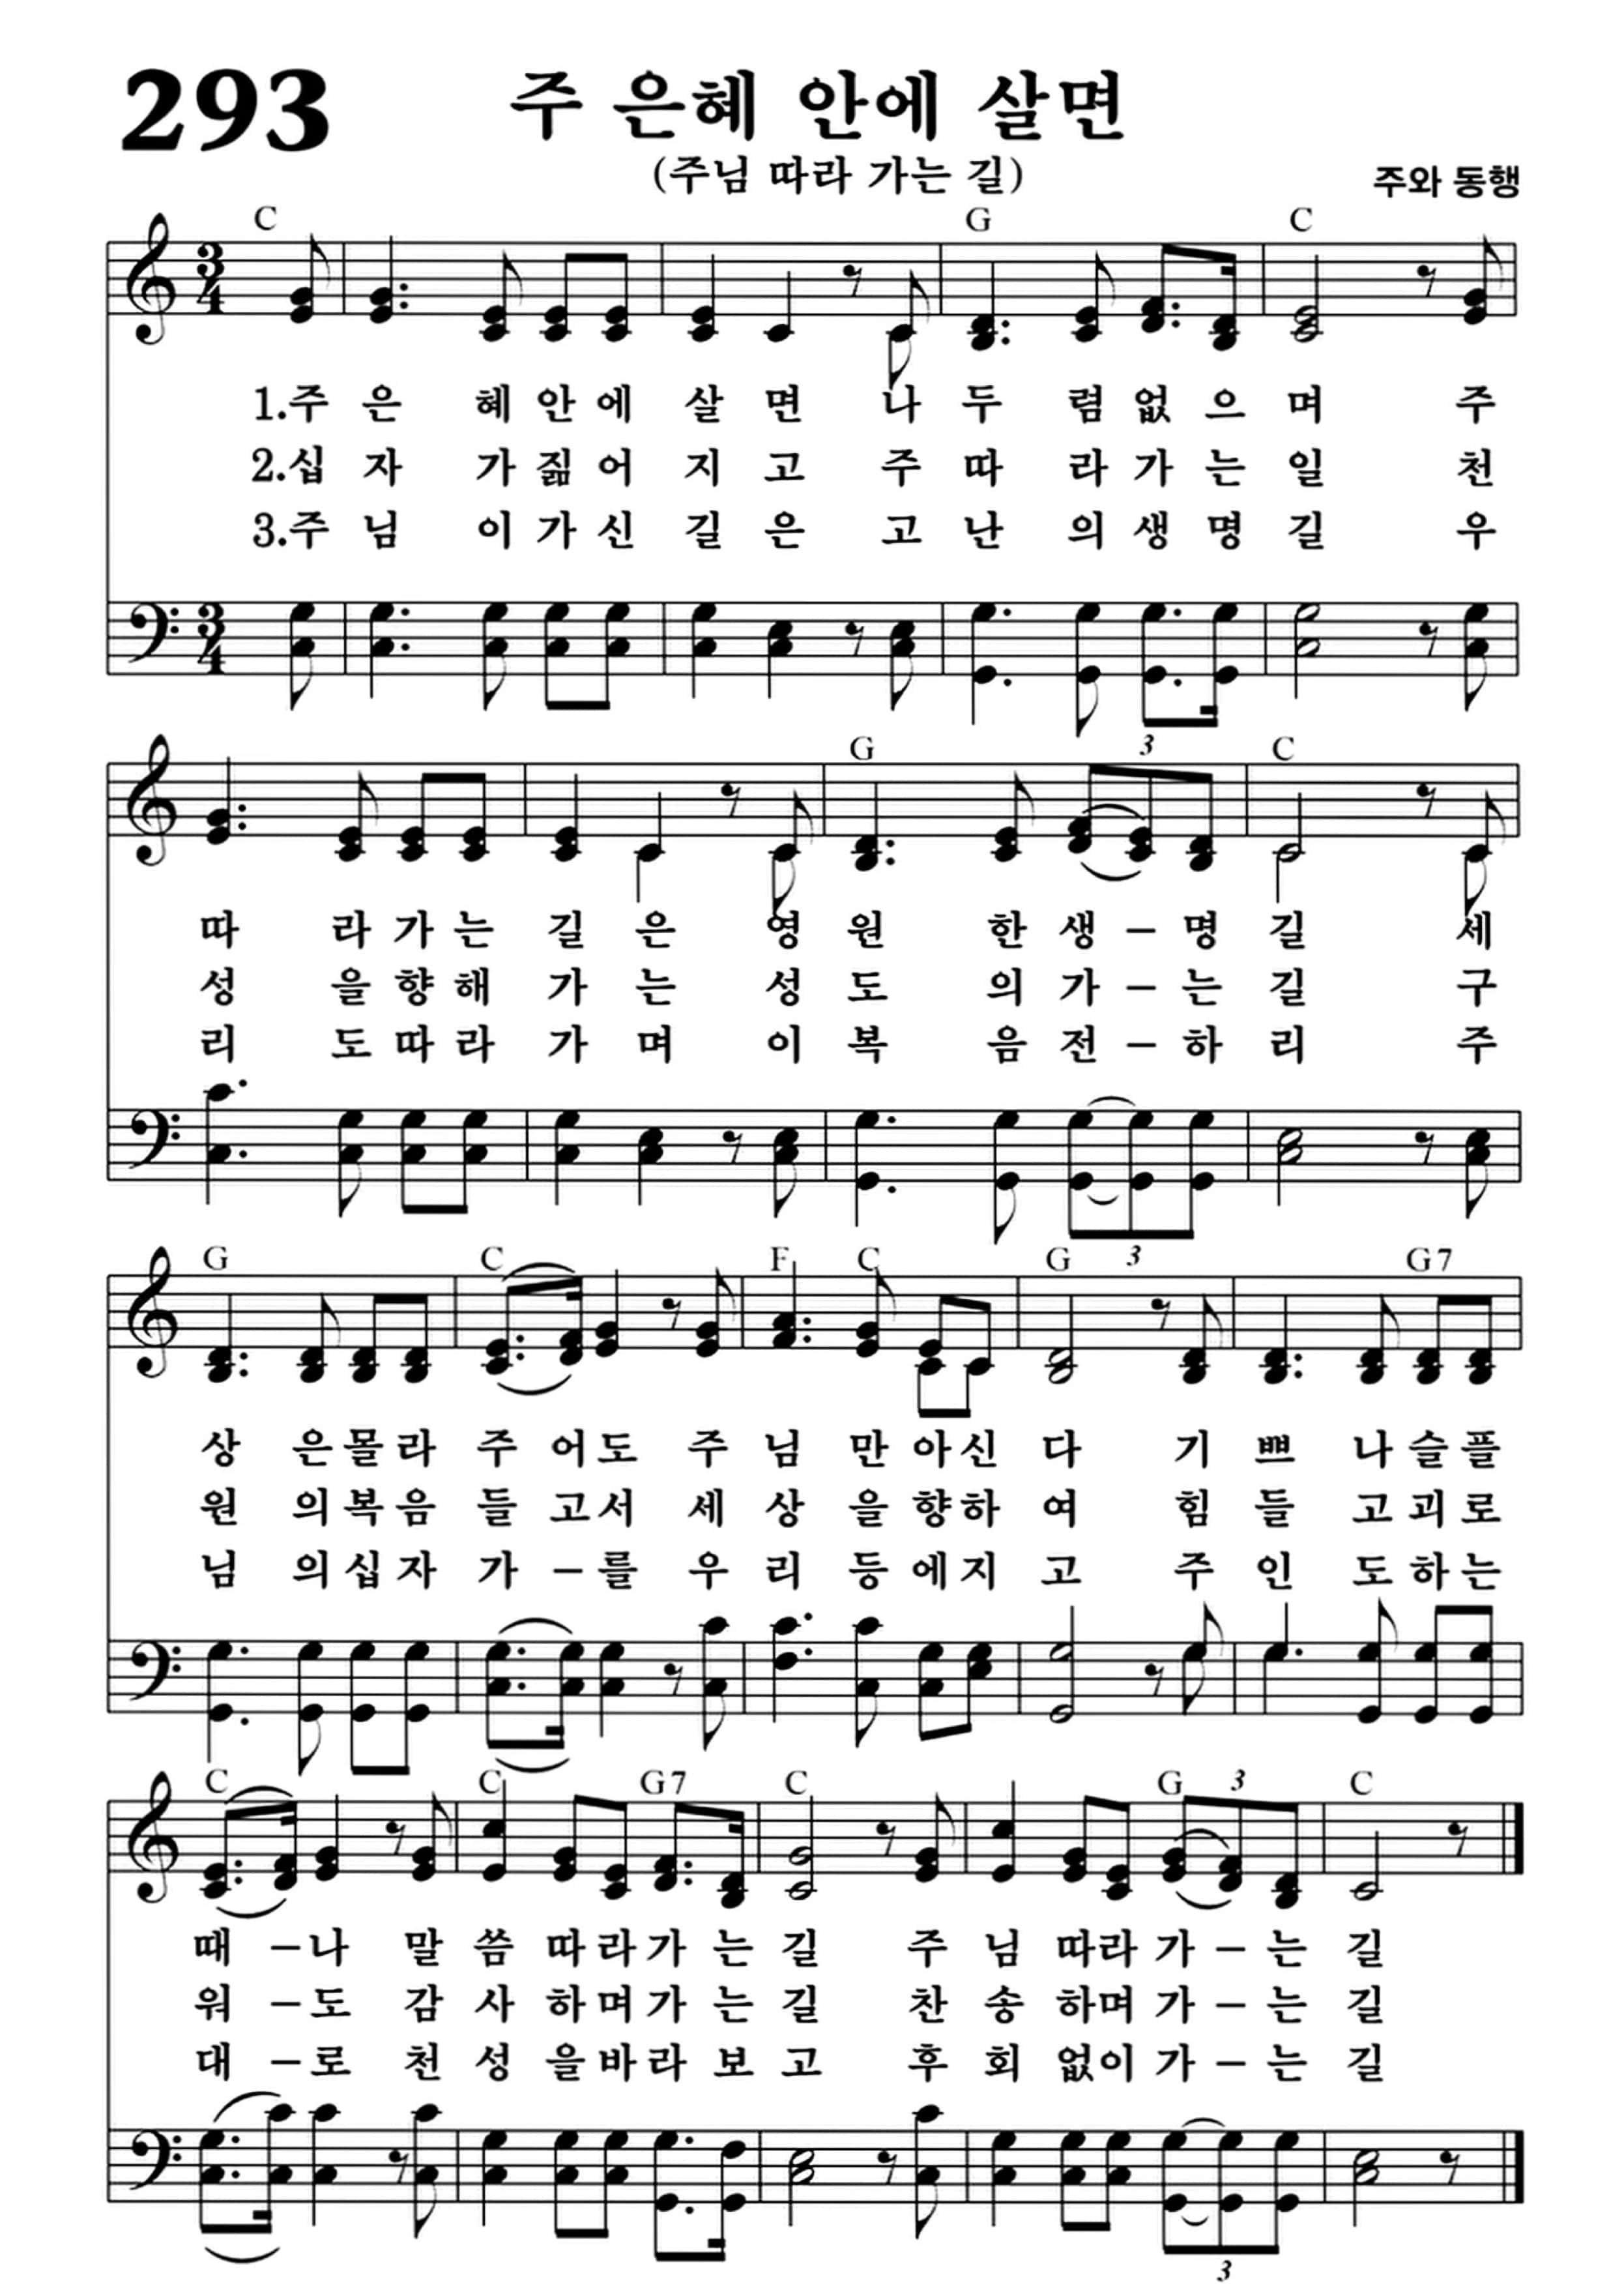 293 주 은혜 안에 살면
(주님 따라 가는 길)
주와 동행
C G C
1.주 은 혜 안 에 살 면 나 두 렴 없 으 며 주
2.십 자 가 짊 어 지 고 주 따 라 가 는 일 천
3.주 님 이 가 신 길 은 고 난 의 생 명 길 우
G 3 C
따 라 가 는 길 은 영 원 한 생 - 명 길 세
성 을 향 해 가 는 성 도 의 가 - 는 길 구
리 도 따 라 가 며 이 복 음 전 - 하 리 주
3
G C F C G 3 G7
상 은 몰 라 주 어 도 주 님 만 아 신 다 기 쁘 나 슬 플
원 의 복 음 들 고 서 세 상 을 향 하 여 힘 들 고 괴 로
님 의 십 자 가 - 를 우 리 등 에 지 고 주 인 도 하 는
C C G7 C G 3 C
때 - 나 말 씀 따 라 가 는 길 주 님 따 라 가 - 는 길
워 - 도 감 사 하 며 가 는 길 찬 송 하 며 가 - 는 길
대 - 로 천 성 을 바 라 보 고 후 회 없 이 가 - 는 길
3